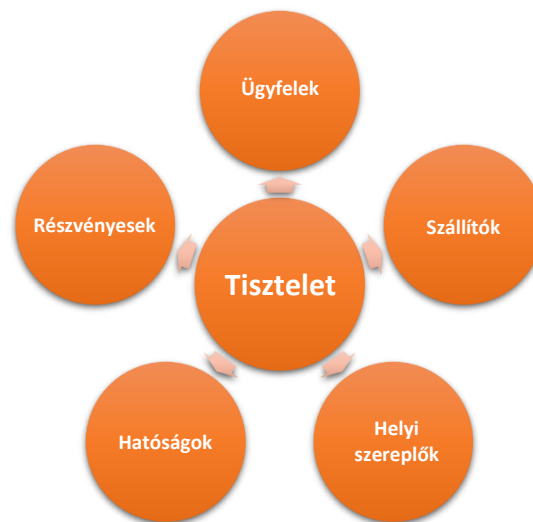 Ügyfelek
Részvényesek
Szállítók
Tisztelet
Hatóságok
Helyi
szereplők